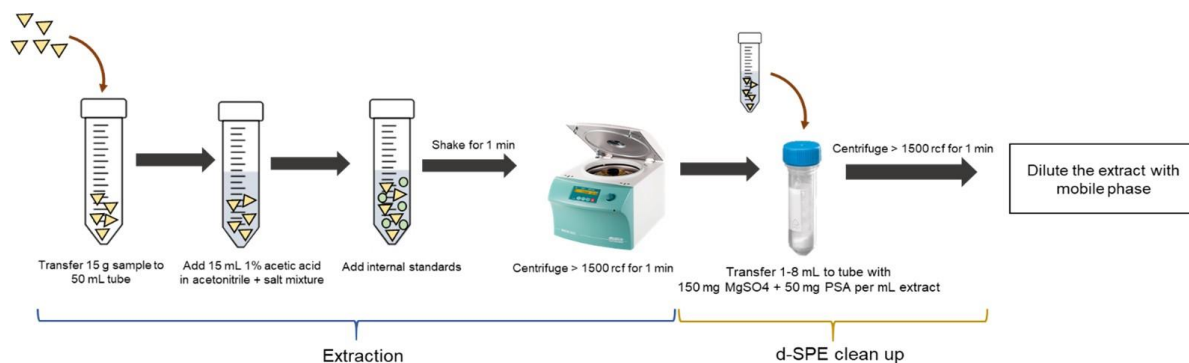 Shake for 1 min
Centrifuge > 1500 rcf for 1 min
Dilute the extract with
mobile phase
Transfer 15 g sample to
50 mL tube
Add 15 mL 1% acetic acid
in acetonitrile + salt mixture
Add internal standards
Centrifuge > 1500 rcf for 1 min
Transfer 1-8 mL to tube with
150 mg MgSO4 + 50 mg PSA per mL extract
Extraction
d-SPE clean up